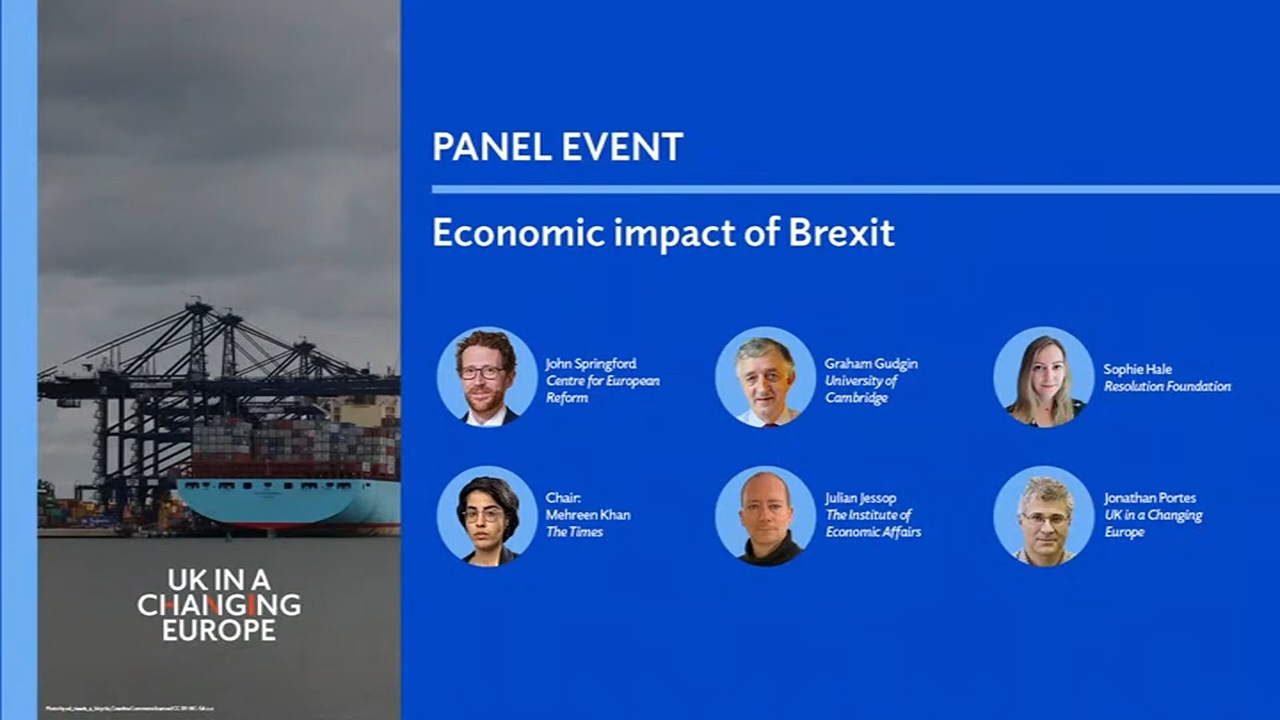 PANEL EVENT
Economic impact of Brexit
John Springford
Centre for European
Reform
Graham Gudgin
University of
Cambridge
Sophie Hale
Resolution Foundation
Chair:
Mehreen Khan
The Times
Julian Jessop
The Institute of
Economic Affairs
Jonathan Portes
UK in a Changing
Europe
UK IN A
CHANGING
EUROPE